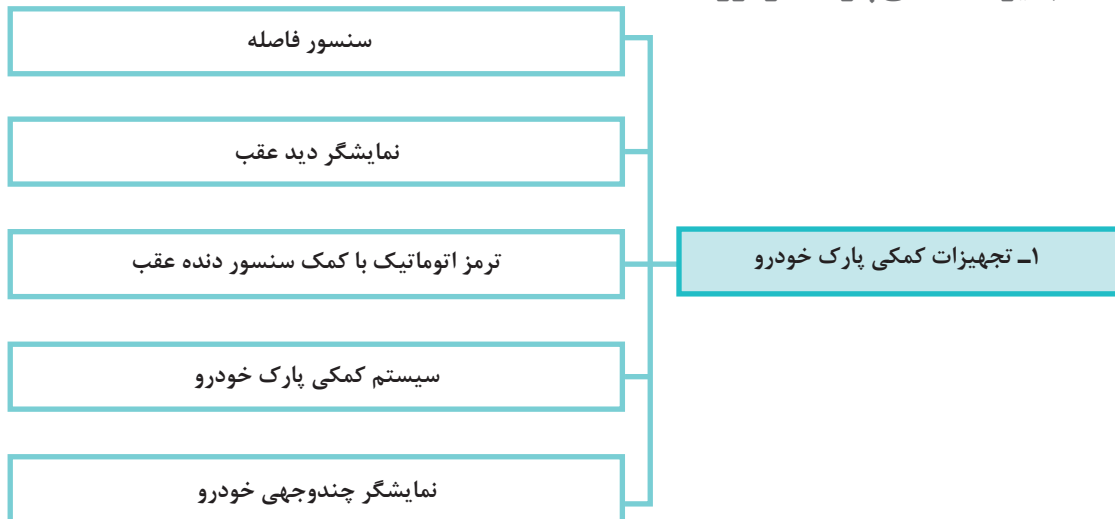 ۱ــ تجهیزات کمکی پارک خودرو
سنسور فاصله
نمایشگر دید عقب
ترمز اتوماتیک با کمک سنسور دنده عقب
سیستم کمکی پارک خودرو
نمایشگر چندوجهی خودرو